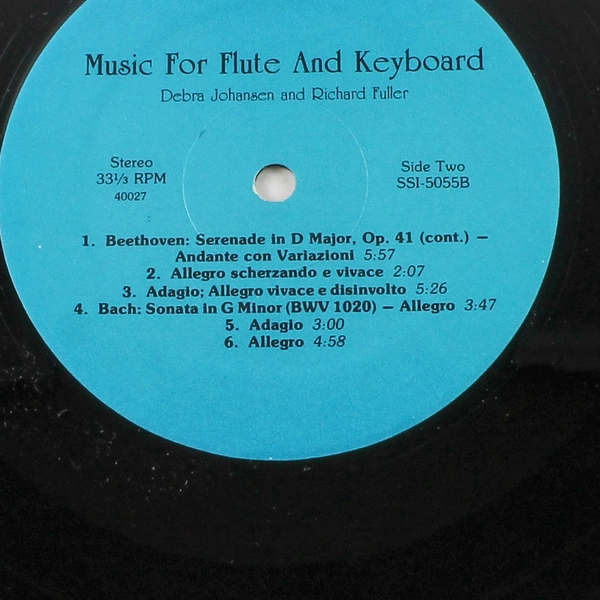 Music For Flute And Keyboard
Debra Johansen and Richard Fuller
Stereo
33⅓ RPM
40027
Side Two
SSI-5055B
1. Beethoven: Serenade in D Major, Op. 41 (cont.) —
Andante con Variazioni 5:57
2. Allegro scherzando e vivace 2:07
3. Adagio; Allegro vivace e disinvolto 5:26
4. Bach: Sonata in G Minor (BWV 1020) — Allegro 3:47
5. Adagio 3:00
6. Allegro 4:58